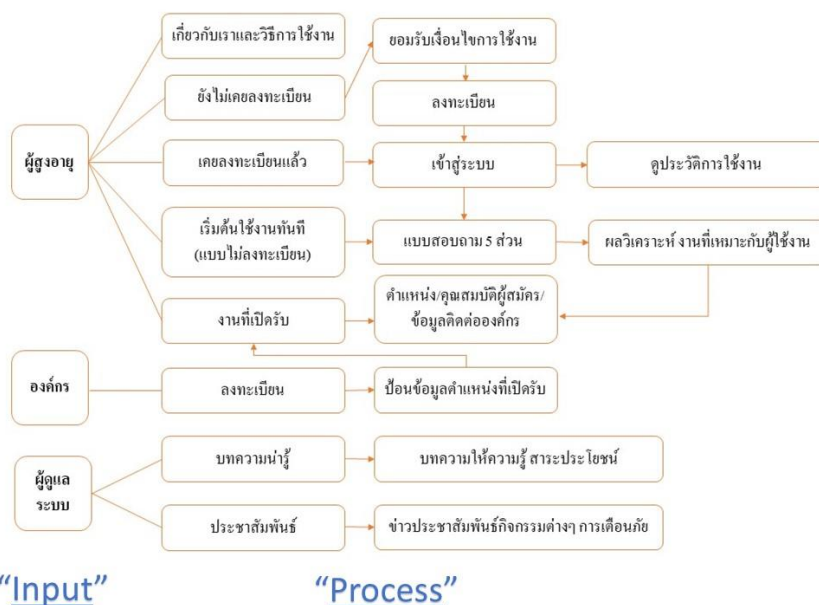 เกี่ยวกับเราและวิธีการใช้งาน
ยอมรับเงื่อนไขการใช้งาน
ยังไม่เคยลงทะเบียน
ลงทะเบียน
ผู้สูงอายุ
เคยลงทะเบียนแล้ว
เข้าสู่ระบบ
ดูประวัติการใช้งาน
เริ่มต้นใช้งานทันที
(แบบไม่ลงทะเบียน)
แบบสอบถาม 5 ส่วน
ผลวิเคราะห์ งานที่เหมาะกับผู้ใช้งาน
งานที่เปิดรับ
ตำแหน่ง/คุณสมบัติผู้สมัคร/
ข้อมูลติดต่อองค์กร
องค์กร
ลงทะเบียน
ป้อนข้อมูลตำแหน่งที่เปิดรับ
ผู้ดูแล
ระบบ
บทความน่ารู้
บทความให้ความรู้ สาระประโยชน์
ประชาสัมพันธ์
ข่าวประชาสัมพันธ์กิจกรรมต่างๆ การเตือนภัย
“Input”
“Process”